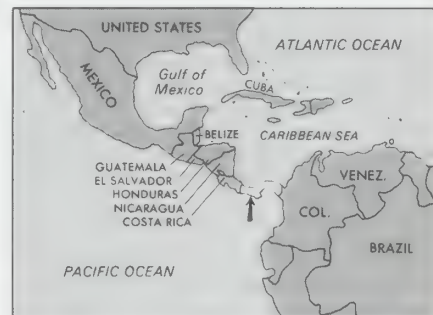 UNITED STATES
ATLANTIC OCEAN
MEXICO
Gulf of
Mexico
CUBA
BELIZE
CARIBBEAN SEA
GUATEMALA
EL SALVADOR
HONDURAS
NICARAGUA
COSTA RICA
VENEZ.
COL.
BRAZIL
PACIFIC OCEAN